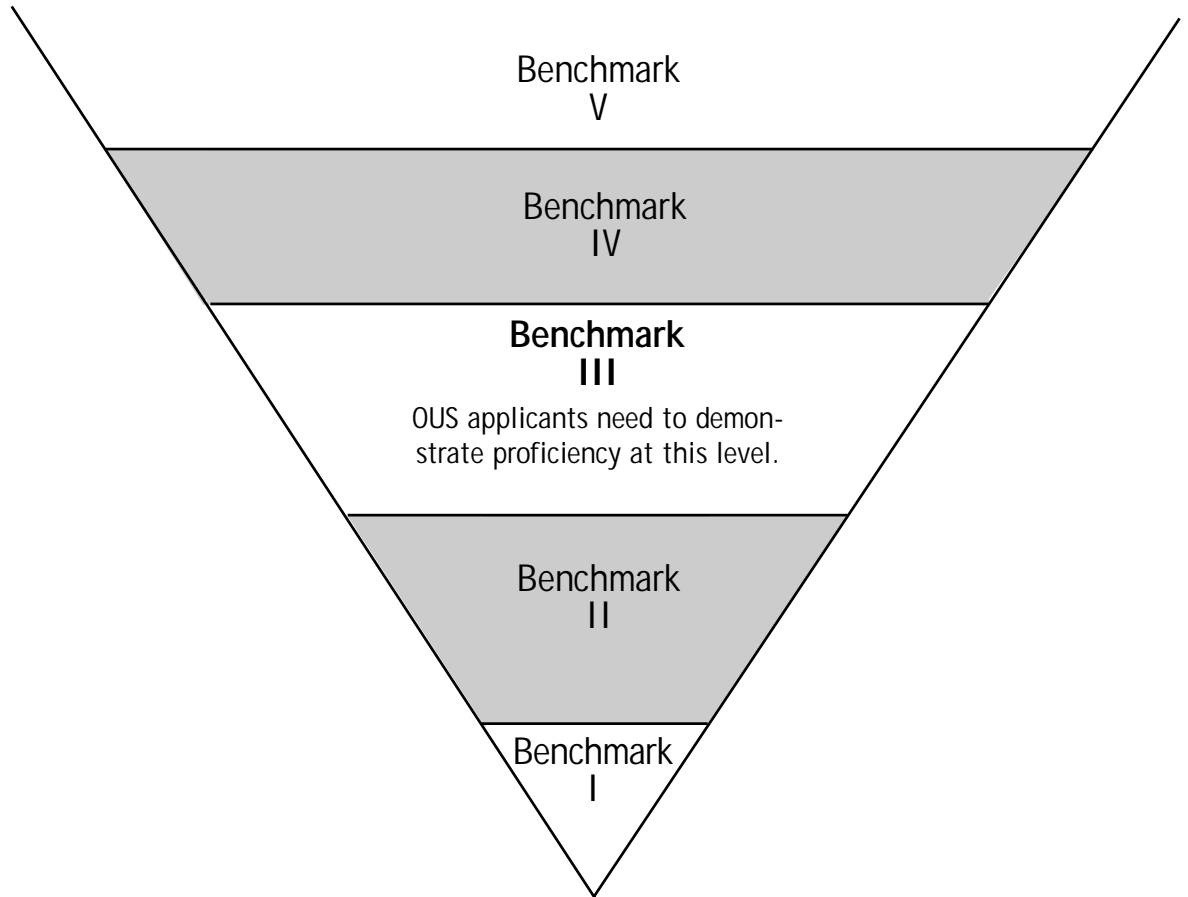 Benchmark
V
Benchmark
IV
Benchmark
III
OUS applicants need to demon-
strate proficiency at this level.
Benchmark
II
Benchmark
I